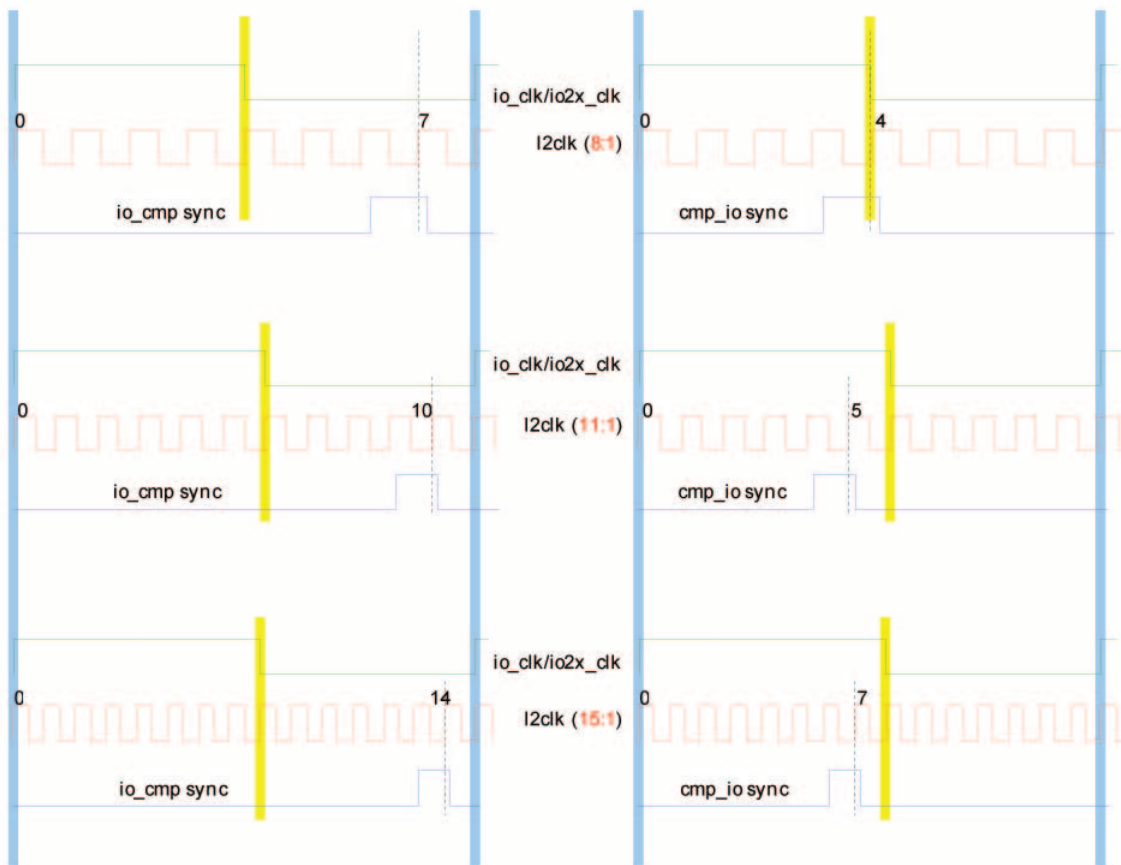 io_clk/io2x_clk
0 7 0 4
l2clk (8:1)
io_cmp sync cmp_io sync
io_clk/io2x_clk
0 10 0 5
l2clk (11:1)
io_cmp sync cmp_io sync
io_clk/io2x_clk
0 14 0 7
l2clk (15:1)
io_cmp sync cmp_io sync